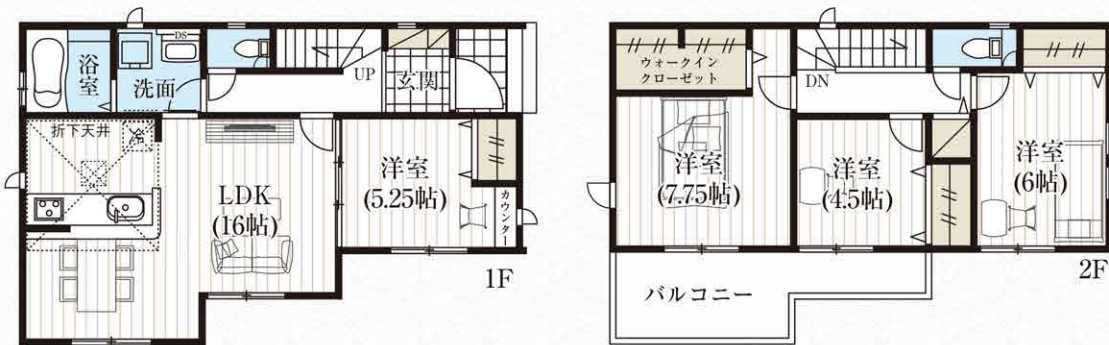 浴室
DS
洗面
UP
玄関
折下天井
冷
LDK
(16帖)
洋室
(5.25帖)
カウンター
1F
ウォークイン
クローゼット
DN
洋室
(7.75帖)
洋室
(4.5帖)
洋室
(6帖)
バルコニー
2F